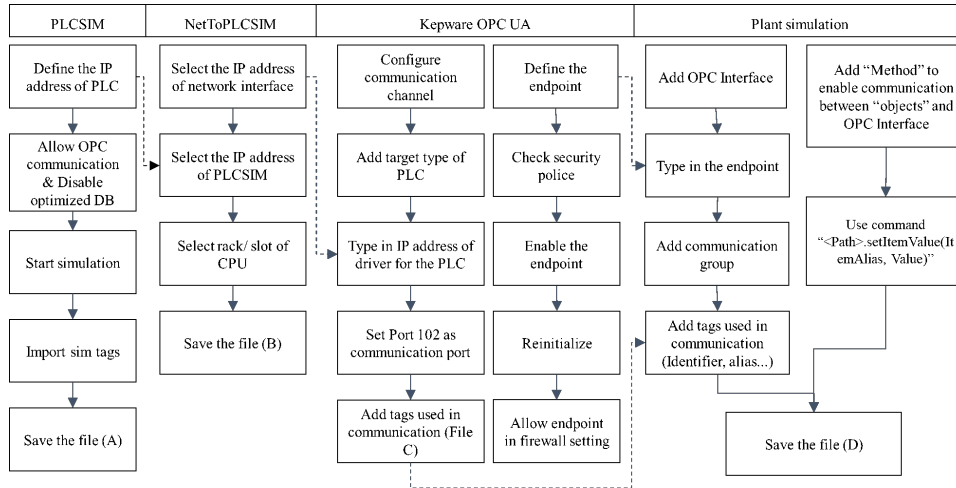 PLCSIM
NetToPLCSIM
Kepware OPC UA
Plant simulation
Define the IP
address of PLC
Allow OPC
communication
& Disable
optimized DB
Start simulation
Import sim tags
Save the file (A)
Select the IP address
of network interface
Select the IP address
of PLCSIM
Select rack/ slot of
CPU
Save the file (B)
Configure
communication
channel
Add target type of
PLC
Type in IP address of
driver for the PLC
Set Port 102 as
communication port
Add tags used in
communication (File
C)
Define the
endpoint
Check security
police
Enable the
endpoint
Reinitialize
Allow endpoint
in firewall setting
Add OPC Interface
Type in the endpoint
Add communication
group
Add tags used in
communication
(Identifier, alias...)
Add “Method” to
enable communication
between “objects” and
OPC Interface
Use command
“<Path>.setItemValue(It
emAlias, Value)”
Save the file (D)